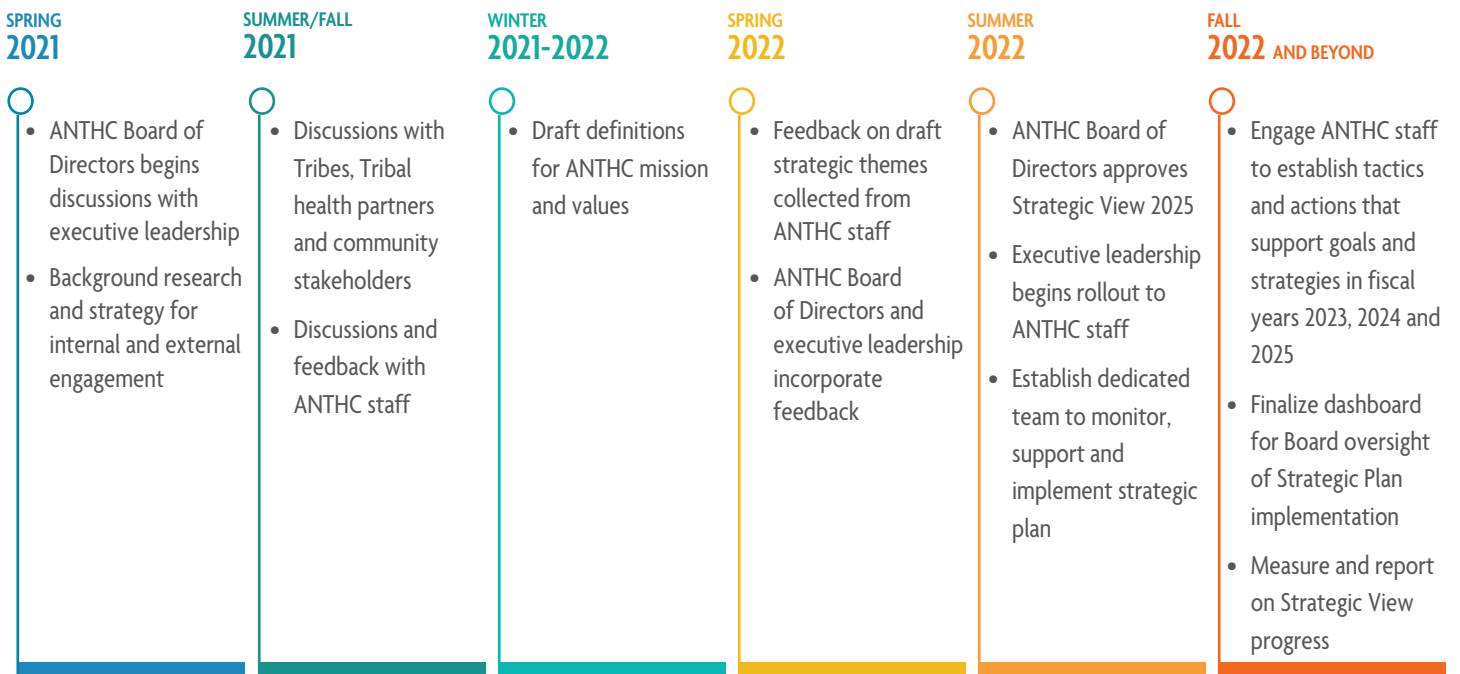 SPRING
2021
• ANTHC Board of
Directors begins
discussions with
executive leadership
• Background research
and strategy for
internal and external
engagement
SUMMER/FALL
2021
• Discussions with
Tribes, Tribal
health partners
and community
stakeholders
• Discussions and
feedback with
ANTHC staff
WINTER
2021-2022
• Draft definitions
for ANTHC mission
and values
SPRING
2022
• Feedback on draft
strategic themes
collected from
ANTHC staff
• ANTHC Board
of Directors and
executive leadership
incorporate
feedback
SUMMER
2022
• ANTHC Board of
Directors approves
Strategic View 2025
• Executive leadership
begins rollout to
ANTHC staff
• Establish dedicated
team to monitor,
support and
implement strategic
plan
FALL
2022 AND BEYOND
• Engage ANTHC staff
to establish tactics
and actions that
support goals and
strategies in fiscal
years 2023, 2024 and
2025
• Finalize dashboard
for Board oversight
of Strategic Plan
implementation
• Measure and report
on Strategic View
progress